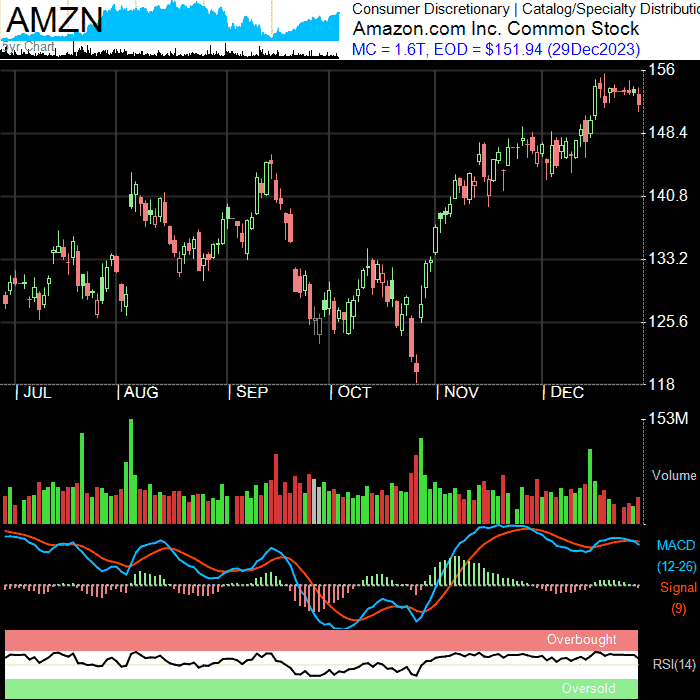 AMZN
Consumer Discretionary | Catalog/Specialty Distributio
Amazon.com Inc. Common Stock
MC = 1.6T, EOD = $151.94 (29Dec2023)
Chart
156
148.4
140.8
133.2
125.6
118
JUL AUG SEP OCT NOV DEC
153M
Volume
MACD
(12-26)
Signal
(9)
Overbought
RSI(14)
Oversold